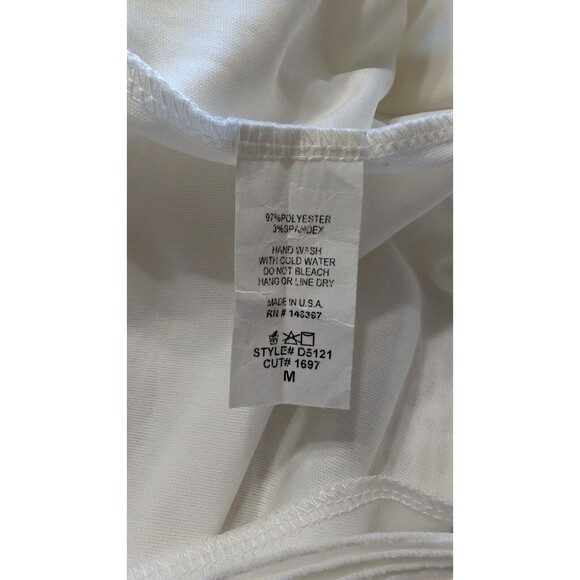 97%POLYESTER
3%SPANDEX
HAND WASH
WITH COLD WATER
DO NOT BLEACH
HANG OR LINE DRY
MADE IN U.S.A.
RN # 148397
STYLE# D5121
CUT# 1697
M